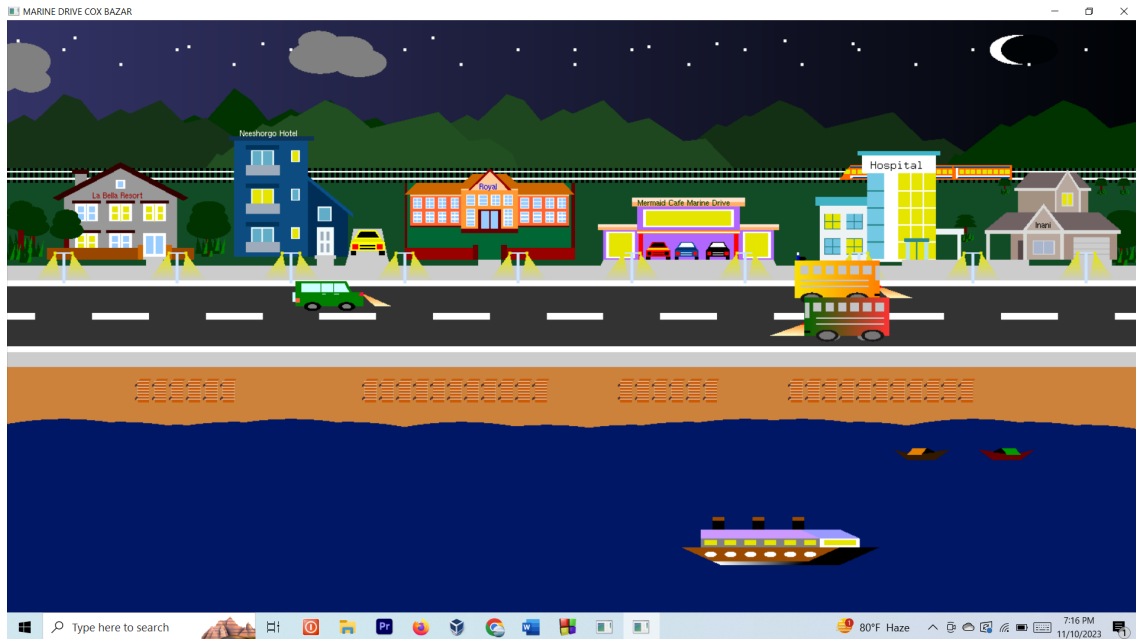 MARINE DRIVE COX BAZAR
Neeshorgo Hotel
Hospital
Royal
La Bella Resort
Mermaid Cafe Marine Drive
Inani
Type here to search
Pr
80°F Haze
7:16 PM
11/10/2023